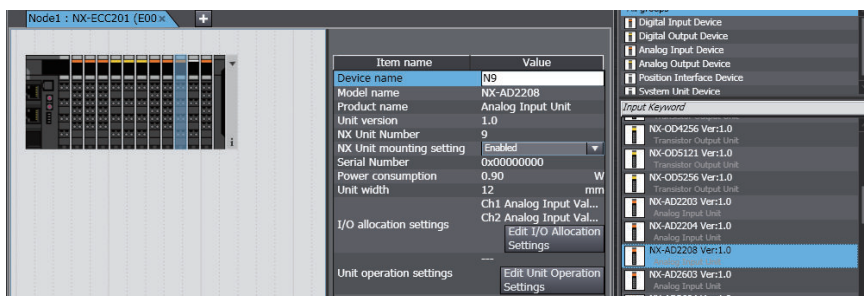 Node1 : NX-ECC201 (E00
Item name Value
Device name N9
Model name NX-AD2208
Product name Analog Input Unit
Unit version 1.0
NX Unit Number 9
NX Unit mounting setting Enabled
Serial Number 0x00000000
Power consumption 0.90 W
Unit width 12 mm
I/O allocation settings
Ch1 Analog Input Val...
Ch2 Analog Input Val...
Edit I/O Allocation
Settings
Unit operation settings
---
Edit Unit Operation
Settings
Digital Input Device
Digital Output Device
Analog Input Device
Analog Output Device
Position Interface Device
System Unit Device
Input Keyword
Transistor Output Unit
NX-OD4256 Ver:1.0
Transistor Output Unit
NX-OD5121 Ver:1.0
Transistor Output Unit
NX-OD5256 Ver:1.0
Transistor Output Unit
NX-AD2203 Ver:1.0
Analog Input Unit
NX-AD2204 Ver:1.0
Analog Input Unit
NX-AD2208 Ver:1.0
Analog Input Unit
NX-AD2603 Ver:1.0
Analog Input Unit